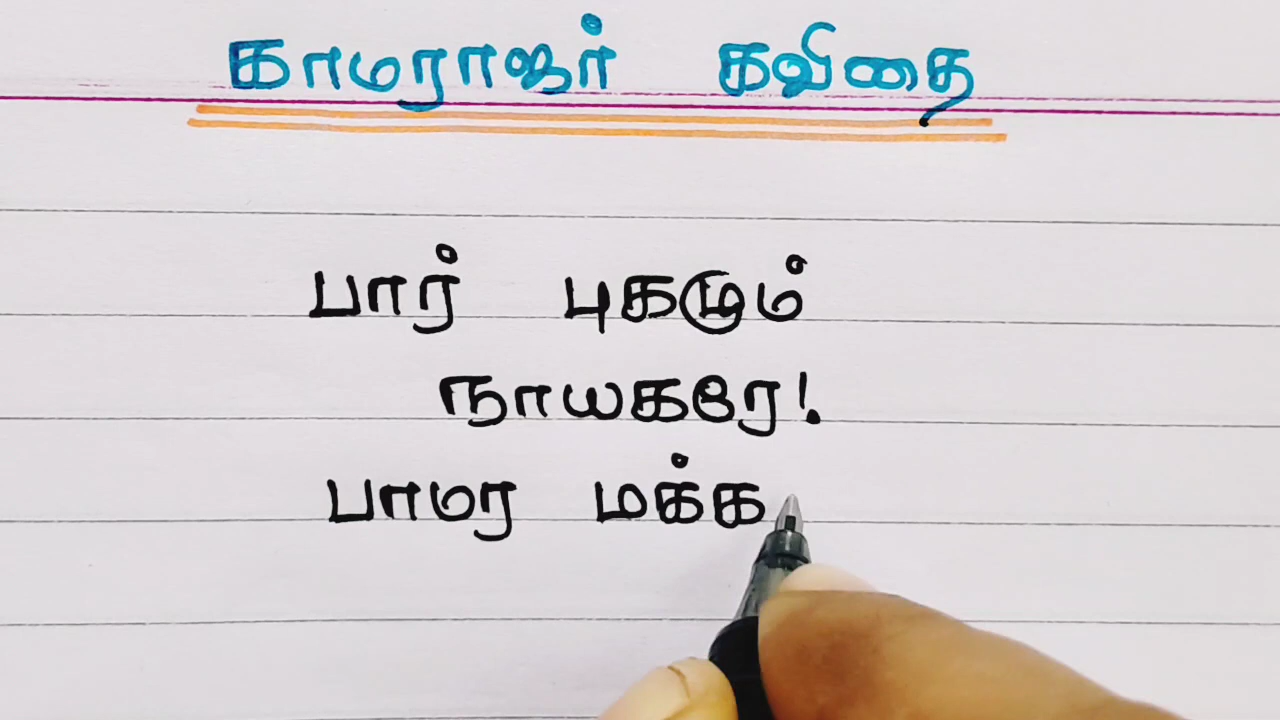 காமராஜர் கவிதை
பார் புகழும்
நாயகரே!
பாமர மக்க